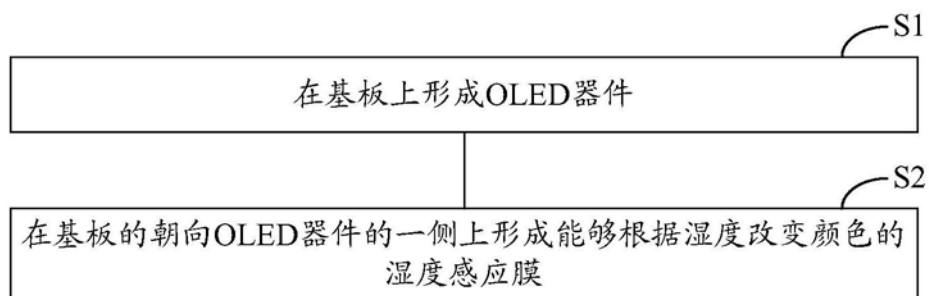 S1
在基板上形成OLED器件
S2
在基板的朝向OLED器件的一侧上形成能够根据湿度改变颜色的
湿度感应膜